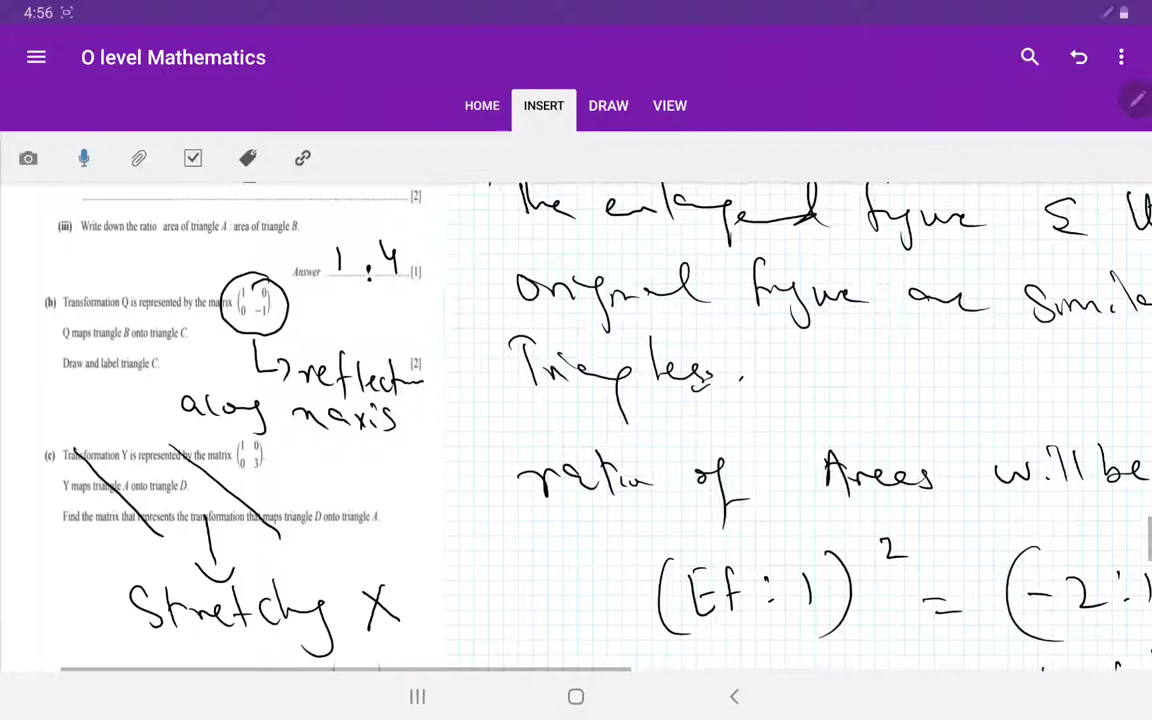 4:56
O level Mathematics
HOME INSERT DRAW VIEW
[2]
(iii) Write down the ratio area of triangle A : area of triangle B.
Answer 1 : 4 [1]
(b) Transformation Q is represented by the matrix (1 0 0 -1)
Q maps triangle B onto triangle C.
Draw and label triangle C. [2]
↳ reflection
along x axis
(c) Transformation Y is represented by the matrix (1 0 0 3).
Y maps triangle A onto triangle D.
Find the matrix that represents the transformation that maps triangle D onto triangle A.
Stretching X
the enlarged figure &
original figure are
Triangles.
ratio of Areas will be
(Ef : 1)² = (-2 : 1